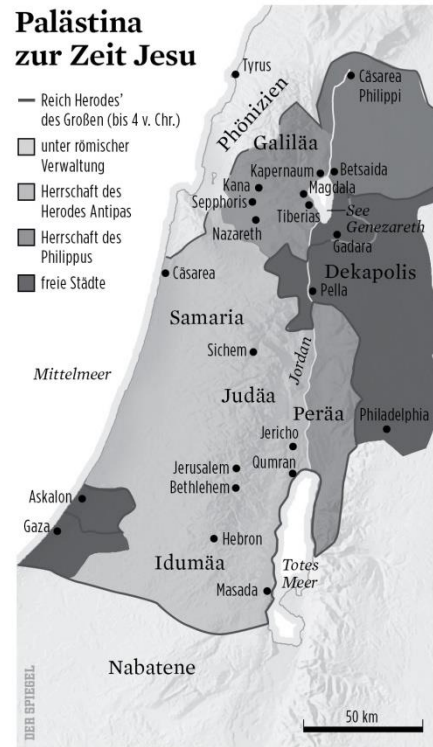 Palästina
zur Zeit Jesu
Reich Herodes’
des Großen (bis 4 v. Chr.)
unter römischer
Verwaltung
Herrschaft des
Herodes Antipas
Herrschaft des
Philippus
freie Städte
Tyrus
Cäsarea
Philippi
Phönizien
Galiläa
Kapernaum
Betsaida
Kana
Magdala
Sepphoris
Tiberias
See
Genezareth
Nazareth
Gadara
Cäsarea
Dekapolis
Pella
Samaria
Sichem
Jordan
Mittelmeer
Judäa
Peräa
Philadelphia
Jericho
Jerusalem
Qumran
Bethlehem
Askalon
Gaza
Hebron
Idumäa
Totes
Meer
Masada
Nabatene
DER SPIEGEL
50 km